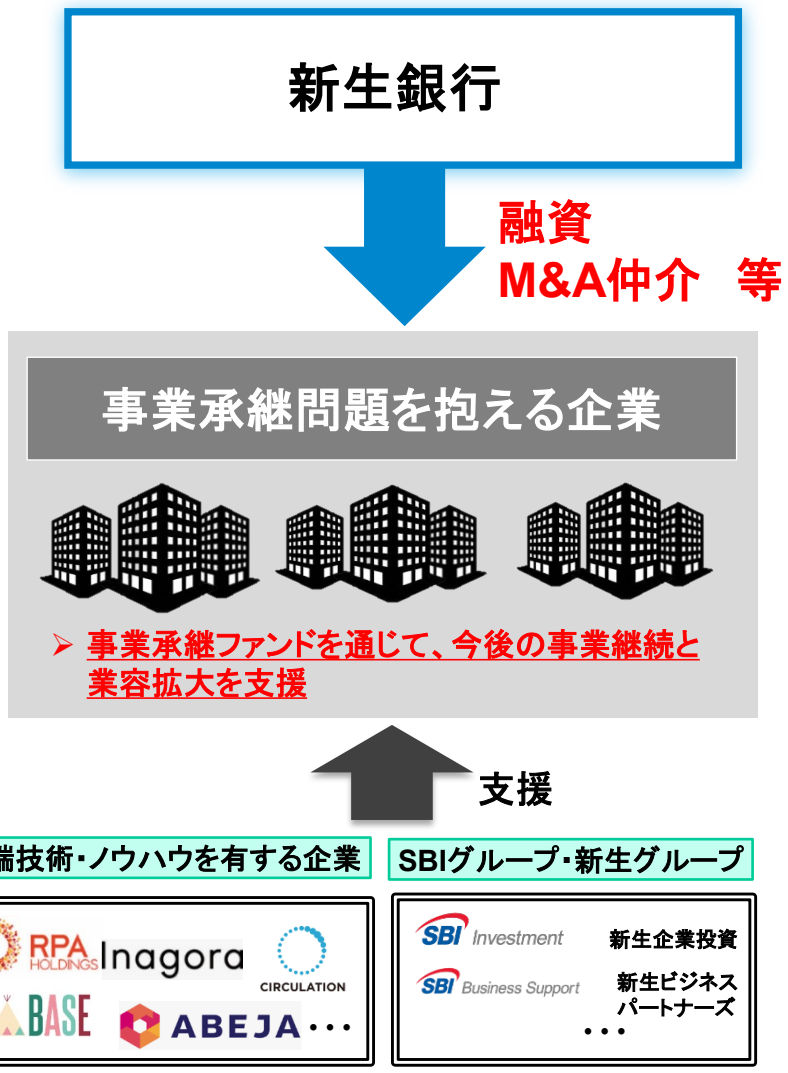 新生銀行
融資
M&A仲介 等
事業承継問題を抱える企業
➢ 事業承継ファンドを通じて、今後の事業継続と
業容拡大を支援
支援
端技術・ノウハウを有する企業
SBIグループ・新生グループ
RPA
HOLDINGS
Inagora
CIRCULATION
BASE
ABEJA・・・
SBI Investment
新生企業投資
SBI Business Support
新生ビジネス
パートナーズ
・・・